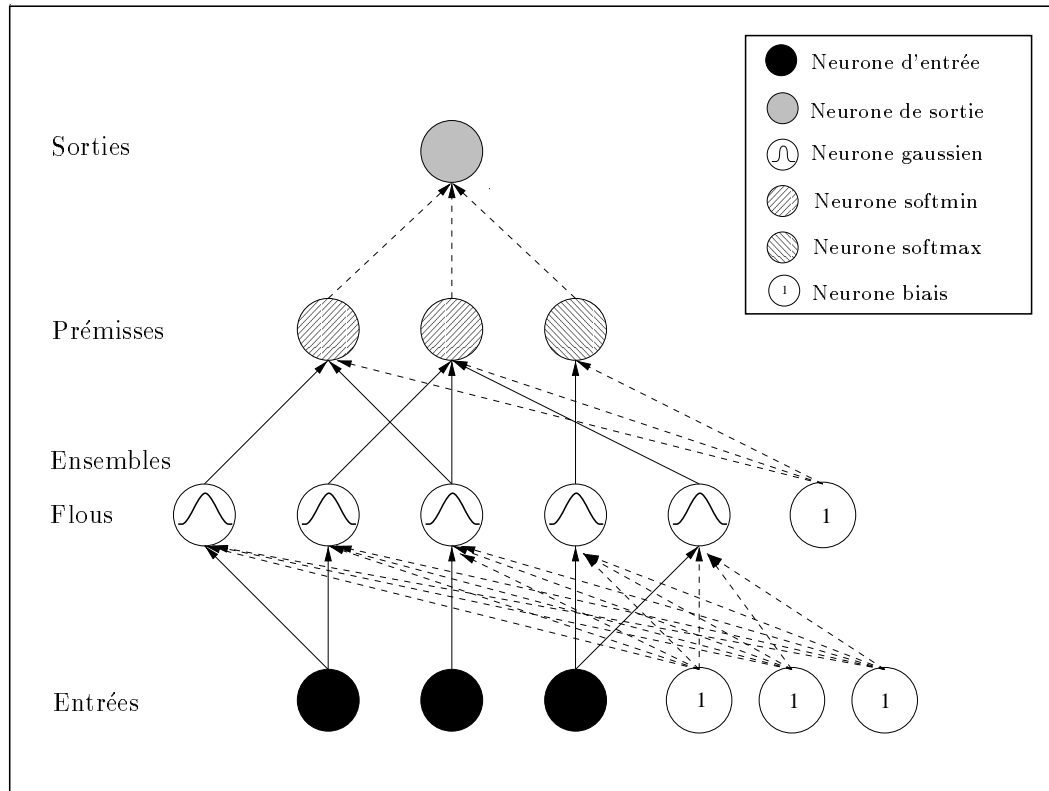 Neurone d'entrée
Neurone de sortie
Neurone gaussien
Neurone softmin
Neurone softmax
1 Neurone biais
Sorties
Prémisses
Ensembles
Flous
1
Entrées
1 1 1